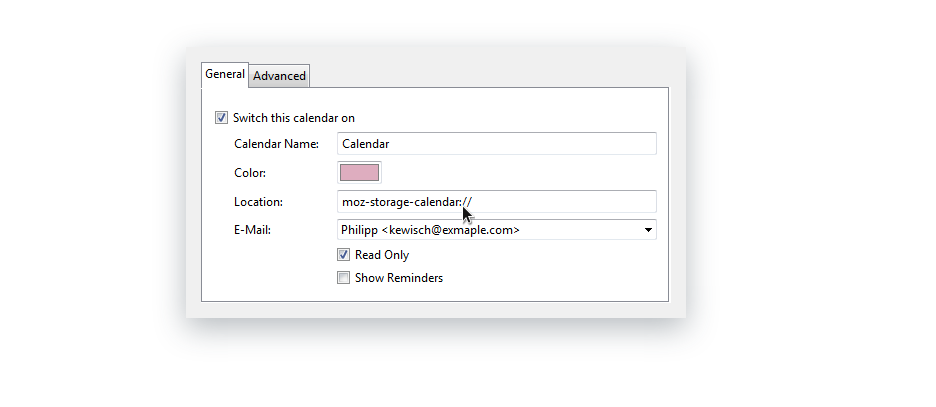 General Advanced
Switch this calendar on
Calendar Name: Calendar
Color:
Location: moz-storage-calendar://
E-Mail: Philipp <kewisch@exmaple.com>
Read Only
Show Reminders